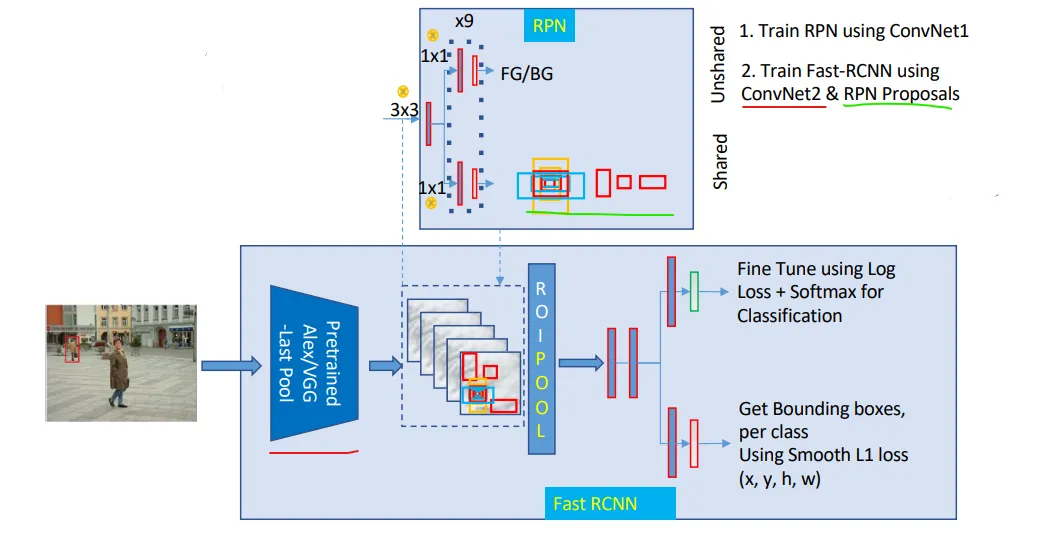 x9
RPN
1x1
FG/BG
3x3
1x1
Unshared
Shared
1. Train RPN using ConvNet1
2. Train Fast-RCNN using
ConvNet2 & RPN Proposals
Pretrained
Alex/VGG
-Last Pool
R
O
I
P
O
O
L
Fine Tune using Log
Loss + Softmax for
Classification
Get Bounding boxes,
per class
Using Smooth L1 loss
(x, y, h, w)
Fast RCNN